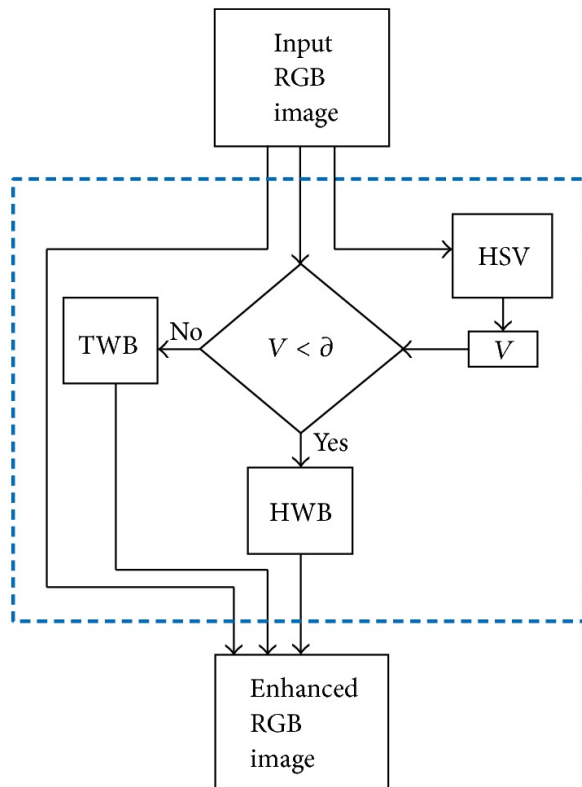 Input
RGB
image
HSV
No
TWB
V < ∂
V
Yes
HWB
Enhanced
RGB
image